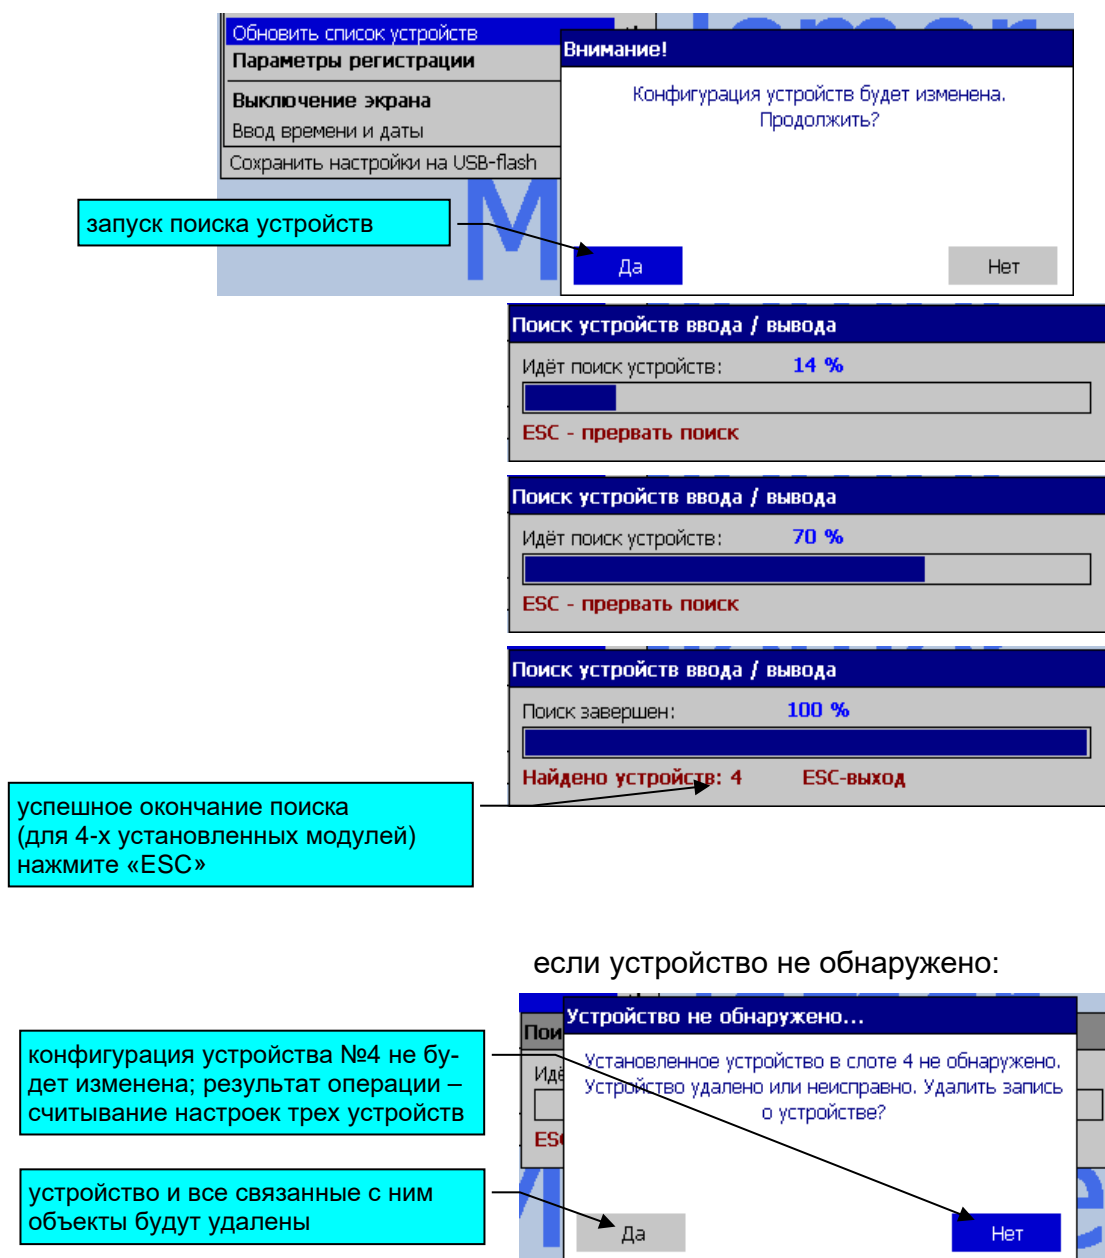 Обновить список устройств
Параметры регистрации
Выключение экрана
Ввод времени и даты
Сохранить настройки на USB-flash
Внимание!
Конфигурация устройств будет изменена.
Продолжить?
запуск поиска устройств
Да
Нет
Поиск устройств ввода / вывода
Идёт поиск устройств:
14 %
ESC - прервать поиск
Поиск устройств ввода / вывода
Идёт поиск устройств:
70 %
ESC - прервать поиск
Поиск устройств ввода / вывода
Поиск завершен:
100 %
Найдено устройств: 4
ESC-выход
успешное окончание поиска
(для 4-х установленных модулей)
нажмите «ESC»
если устройство не обнаружено:
Устройство не обнаружено...
Установленное устройство в слоте 4 не обнаружено.
Устройство удалено или неисправно. Удалить запись
о устройстве?
конфигурация устройства №4 не бу-
дет изменена; результат операции –
считывание настроек трех устройств
устройство и все связанные с ним
объекты будут удалены
Да
Нет